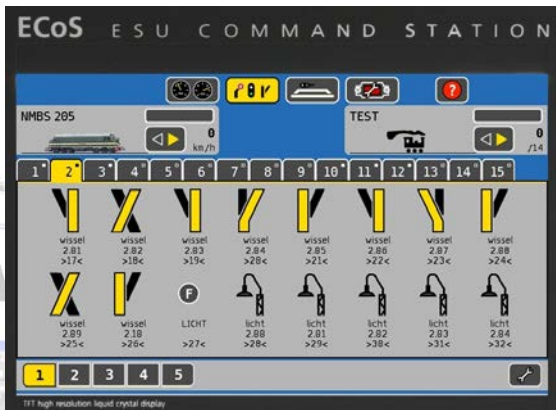 ECoS ESU COMMAND STATION
?
NMBS 205
0
km/h
TEST
0
/14
1 2 3 4 5 6 7 8 9 10 11 12 13 14 15
wissel wissel wissel wissel wissel wissel wissel wissel
2.81 2.82 2.83 2.84 2.85 2.86 2.87 2.88
>17< >18< >19< >20< >21< >22< >23< >24<
F
wissel wissel LICHT licht licht licht licht licht
2.89 2.10 2.80 2.81 2.82 2.83 2.84
>25< >26< >27< >28< >29< >30< >31< >32<
1 2 3 4 5
TFT high resolution liquid crystal display